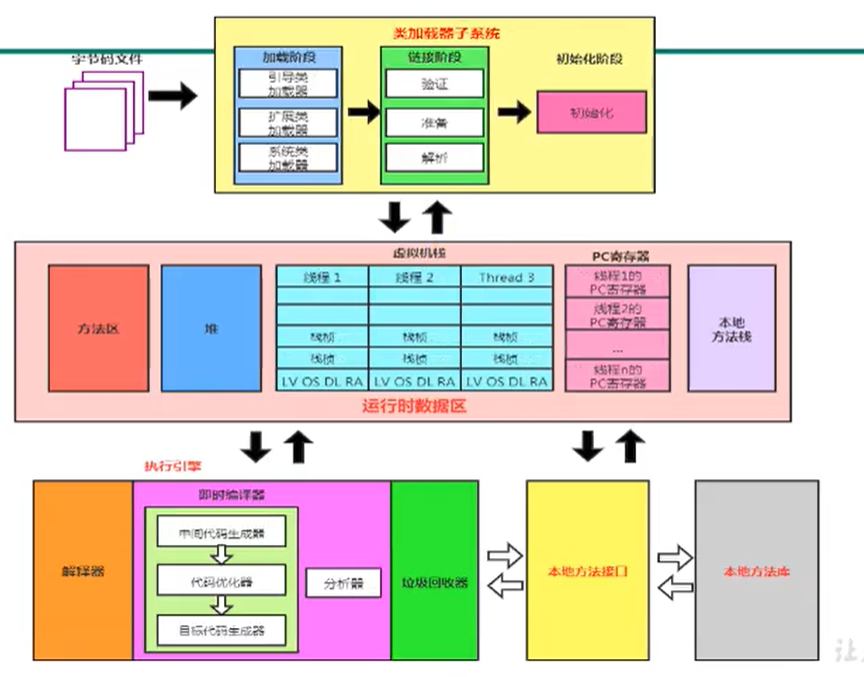 类加载器子系统
字节码文件
加载阶段
引导类
加载器
扩展类
加载器
系统类
加载器
链接阶段
验证
准备
解析
初始化阶段
初始化
方法区
堆
虚拟机栈
线程 1
线程 2
Thread 3
栈桢
栈桢
栈桢
栈桢
栈桢
栈桢
LV OS DL RA
LV OS DL RA
LV OS DL RA
PC寄存器
线程1的
PC寄存器
线程2的
PC寄存器
...
线程n的
PC寄存器
本地
方法栈
运行时数据区
执行引擎
解释器
即时编译器
中间代码生成器
代码优化器
目标代码生成器
分析器
垃圾回收器
本地方法接口
本地方法库
让